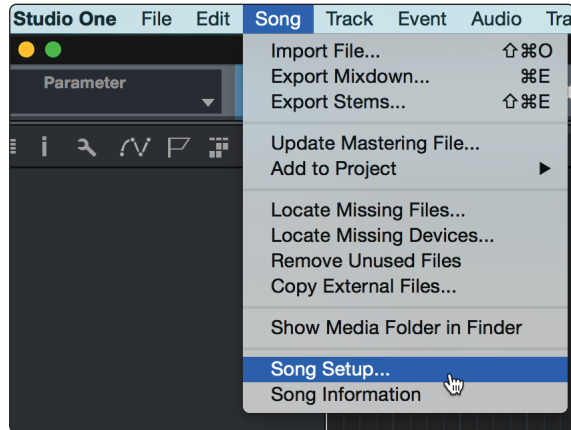 Studio One File Edit Song Track Event Audio Tra
Parameter
Import File... ⇧⌘O
Export Mixdown... ⌘E
Export Stems... ⇧⌘E
Update Mastering File...
Add to Project
Locate Missing Files...
Locate Missing Devices...
Remove Unused Files
Copy External Files...
Show Media Folder in Finder
Song Setup...
Song Information